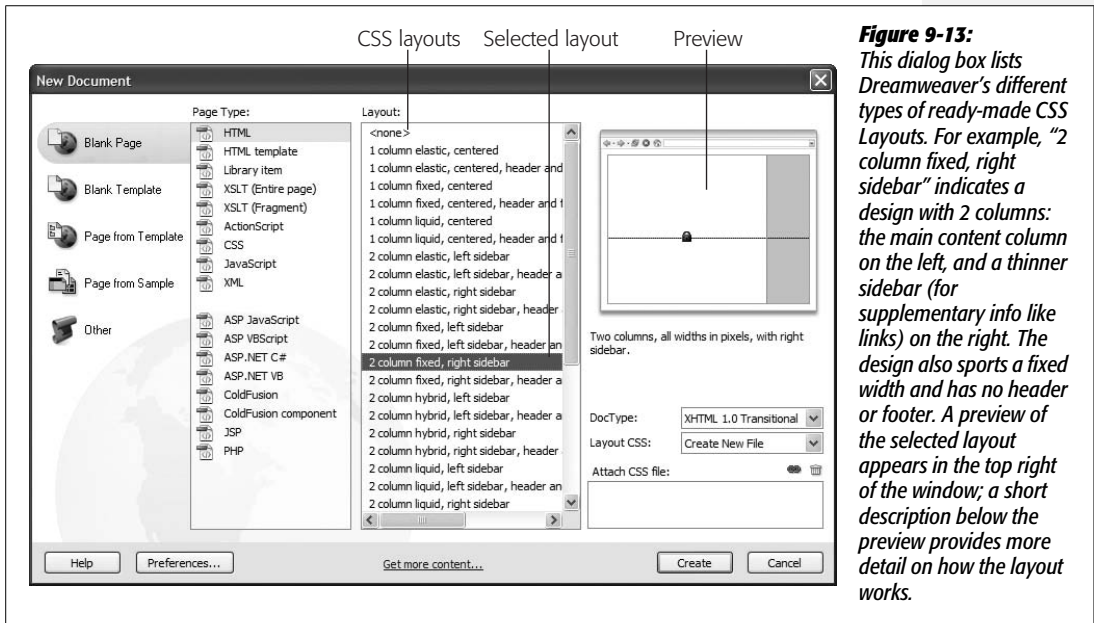 CSS layouts Selected layout Preview
New Document
Page Type:
Layout:
Blank Page
Blank Template
Page from Template
Page from Sample
Other
HTML
HTML template
Library item
XSLT (Entire page)
XSLT (Fragment)
ActionScript
CSS
JavaScript
XML
ASP JavaScript
ASP VBScript
ASP.NET C#
ASP.NET VB
ColdFusion
ColdFusion component
JSP
PHP
<none>
1 column elastic, centered
1 column elastic, centered, header and
1 column fixed, centered
1 column fixed, centered, header and f
1 column liquid, centered
1 column liquid, centered, header and f
2 column elastic, left sidebar
2 column elastic, left sidebar, header a
2 column elastic, right sidebar
2 column elastic, right sidebar, header
2 column fixed, left sidebar
2 column fixed, left sidebar, header an
2 column fixed, right sidebar
2 column fixed, right sidebar, header a
2 column hybrid, left sidebar
2 column hybrid, left sidebar, header a
2 column hybrid, right sidebar
2 column hybrid, right sidebar, header
2 column liquid, left sidebar
2 column liquid, left sidebar, header an
2 column liquid, right sidebar
Two columns, all widths in pixels, with right
sidebar.
DocType: XHTML 1.0 Transitional
Layout CSS: Create New File
Attach CSS file:
Help
Preferences...
Get more content...
Create
Cancel
Figure 9-13:
This dialog box lists
Dreamweaver's different
types of ready-made CSS
Layouts. For example, “2
column fixed, right
sidebar” indicates a
design with 2 columns:
the main content column
on the left, and a thinner
sidebar (for
supplementary info like
links) on the right. The
design also sports a fixed
width and has no header
or footer. A preview of
the selected layout
appears in the top right
of the window; a short
description below the
preview provides more
detail on how the layout
works.